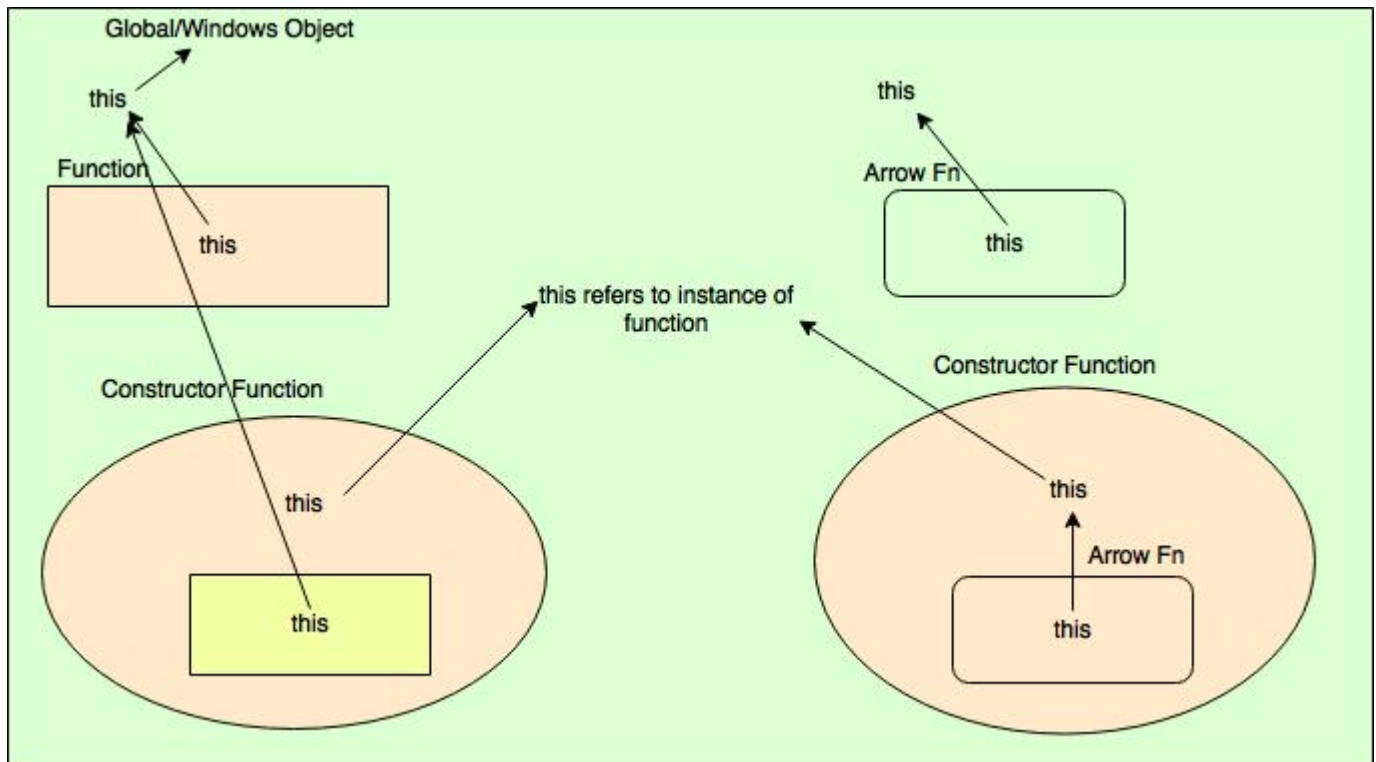 Global/Windows Object
this
Function
this
this
Arrow Fn
this
this refers to instance of
function
Constructor Function
this
this
Constructor Function
this
Arrow Fn
this